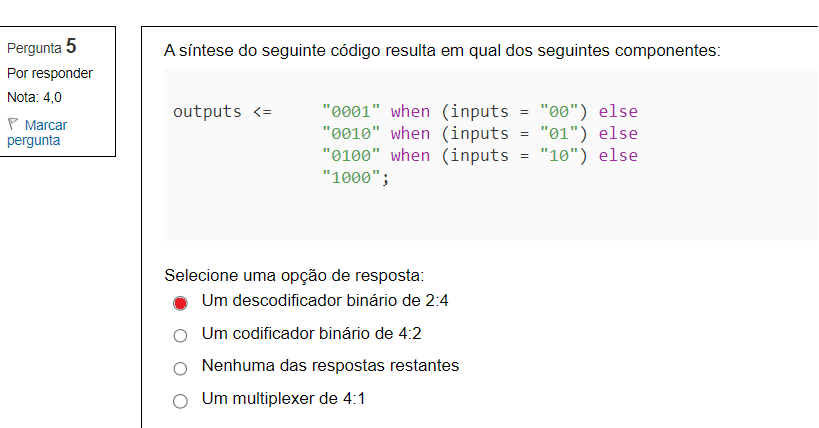 Pergunta 5
Por responder
Nota: 4,0
Marcar
pergunta
A síntese do seguinte código resulta em qual dos seguintes componentes:
outputs <= "0001" when (inputs = "00") else
"0010" when (inputs = "01") else
"0100" when (inputs = "10") else
"1000";
Selecione uma opção de resposta:
Um descodificador binário de 2:4
Um codificador binário de 4:2
Nenhuma das respostas restantes
Um multiplexer de 4:1